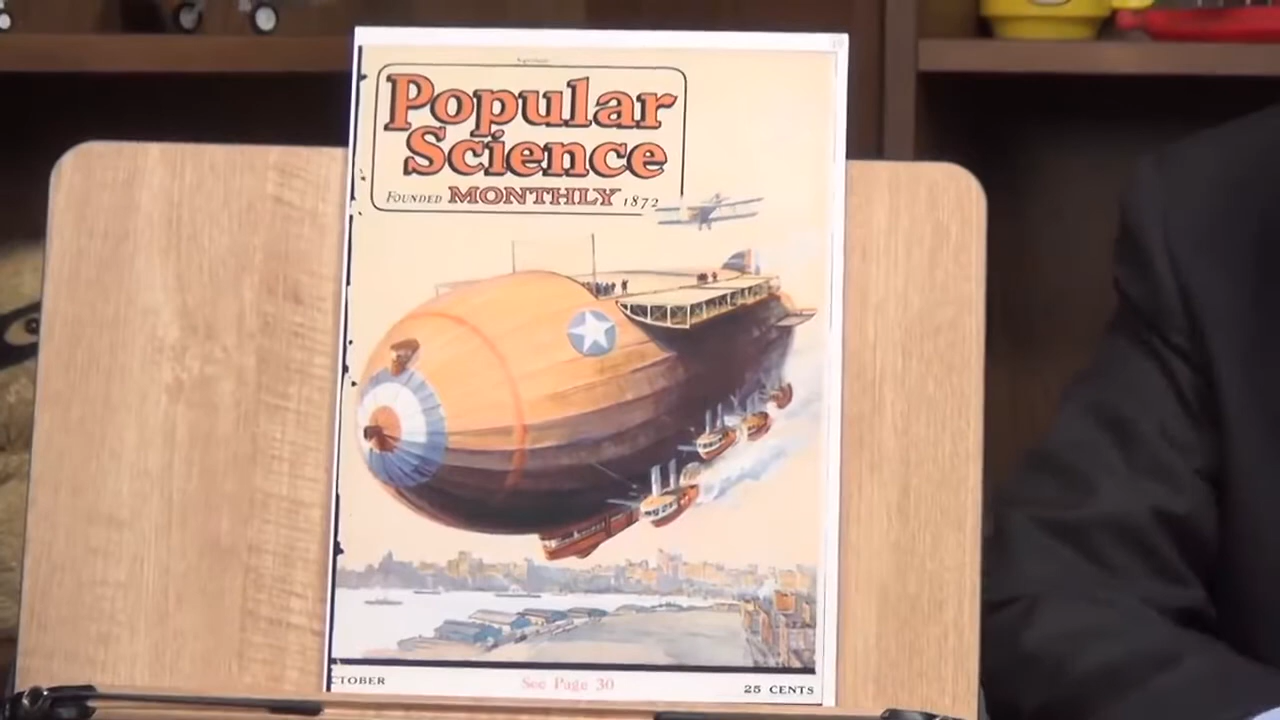 Popular
Science
FOUNDED MONTHLY 1872
CTOBER
See Page 30
25 CENTS